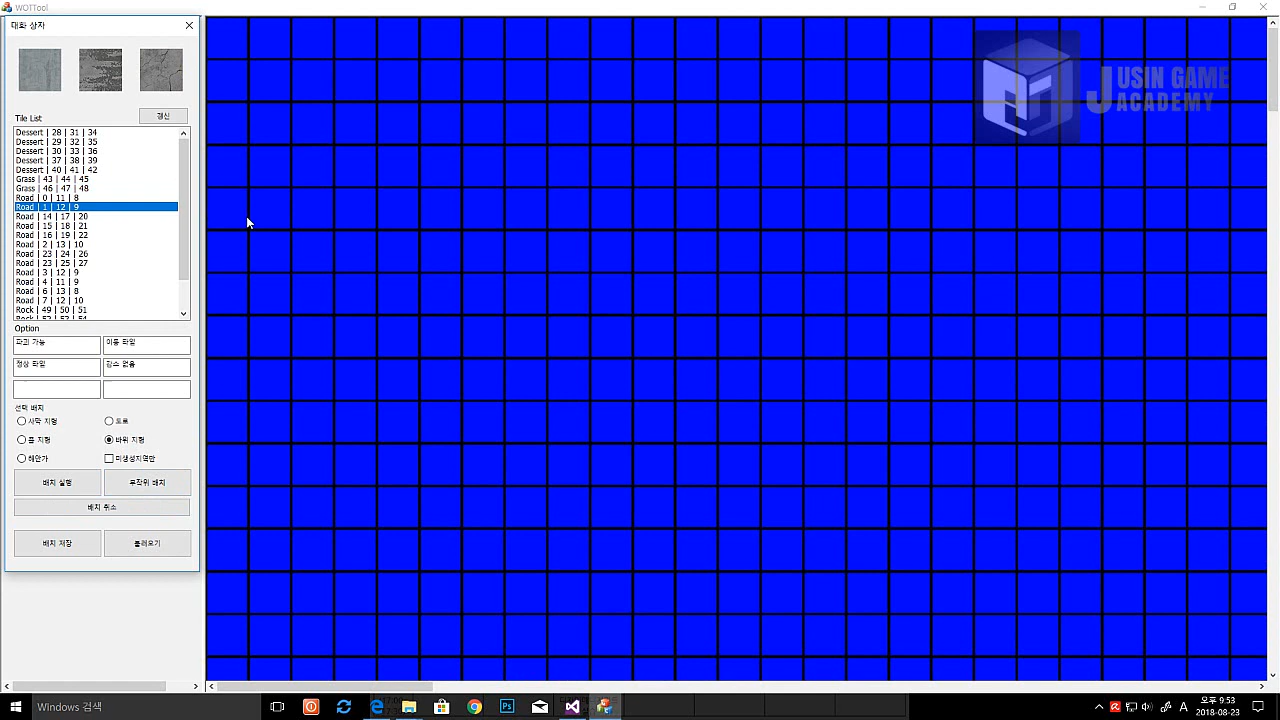 WOTTool
대화 상자
JUSIN GAME
ACADEMY
Tile List
갱신
Dessert | 28 | 31 | 34
Dessert | 29 | 32 | 35
Dessert | 30 | 33 | 36
Dessert | 37 | 38 | 39
Dessert | 40 | 41 | 42
Grass | 43 | 44 | 45
Grass | 46 | 47 | 48
Road | 0 | 11 | 8
Road | 1 | 12 | 9
Road | 14 | 17 | 20
Road | 15 | 18 | 21
Road | 16 | 19 | 22
Road | 2 | 13 | 10
Road | 23 | 24 | 26
Road | 23 | 25 | 27
Road | 3 | 12 | 9
Road | 4 | 11 | 9
Road | 6 | 13 | 8
Road | 7 | 12 | 10
Rock | 49 | 50 | 51
Option
파괴 가능
이동 타일
정상 타일
감소 없음
선택 배치
사막 지형
도로
풀 지형
바위 지형
해안가
미생성지역만
배치 실행
무작위 배치
배치 취소
배치 저장
불러오기
Windows 검색
A
오후 9:53
2018-08-23